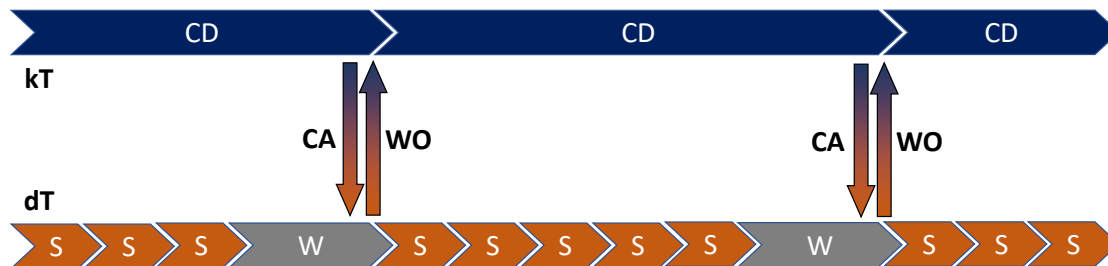 CD CD CD
kT
CA WO CA WO
dT
S S S W S S S S S W S S S